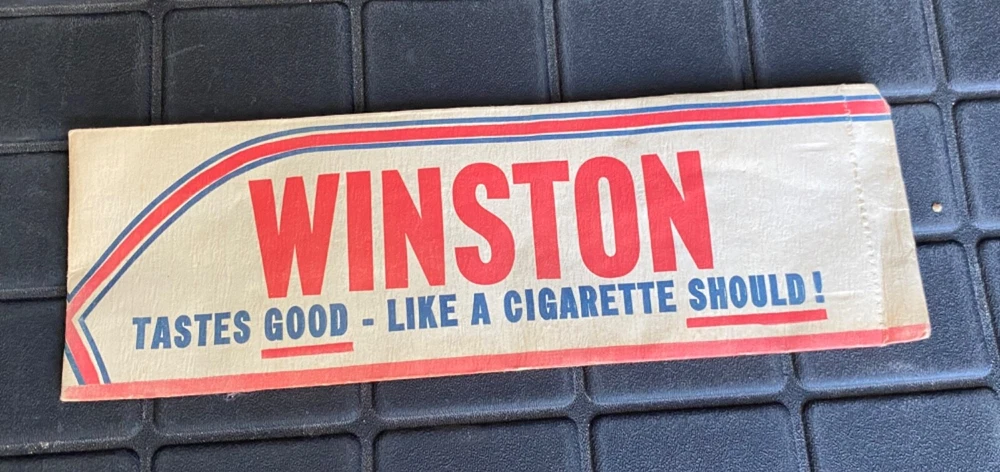 WINSTON
TASTES GOOD - LIKE A CIGARETTE SHOULD!